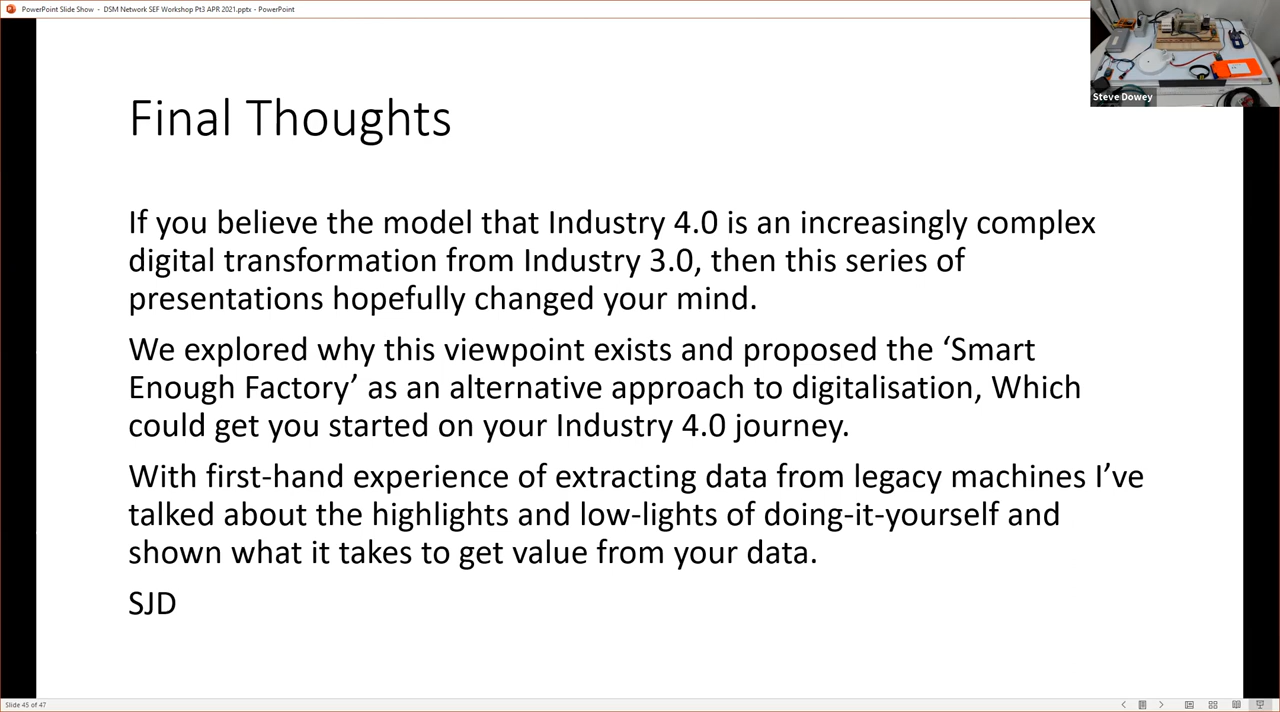 PowerPoint Slide Show - DSM Network SEF Workshop Pt3 APR 2021.pptx - PowerPoint
Steve Dowey
Final Thoughts
If you believe the model that Industry 4.0 is an increasingly complex
digital transformation from Industry 3.0, then this series of
presentations hopefully changed your mind.
We explored why this viewpoint exists and proposed the ‘Smart
Enough Factory’ as an alternative approach to digitalisation, Which
could get you started on your Industry 4.0 journey.
With first-hand experience of extracting data from legacy machines I’ve
talked about the highlights and low-lights of doing-it-yourself and
shown what it takes to get value from your data.
SJD
Slide 45 of 47